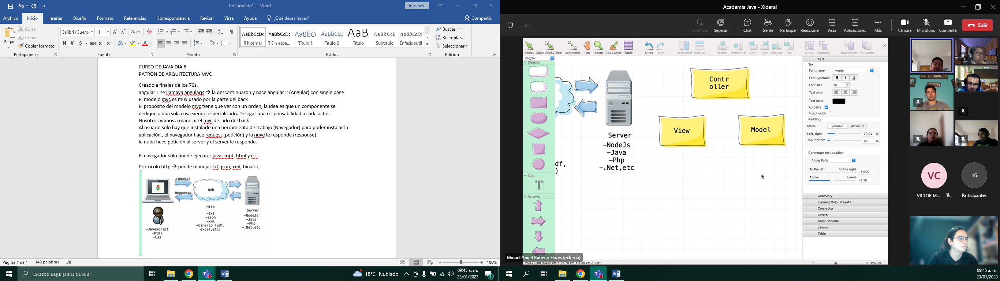 Documento1 - Word
Inic. ses.
Archivo
Inicio
Insertar
Diseño
Formato
Referencias
Correspondencia
Revisar
Vista
Ayuda
¿Qué desea hacer?
Compartir
Pegar
Cortar
Copiar
Copiar formato
Portapapeles
Calibri (Cuerp
11
Fuente
Párrafo
AaBbCcDc
¶ Normal
AaBbCcDc
¶ Sin espa...
AaBbCc
Título 1
AaBbCcD
Título 2
AaB
Título
AaBbCcD
Subtítulo
AaBbCcDc
Énfasis sutil
Estilos
Buscar
Reemplazar
Seleccionar
Edición
CURSO DE JAVA DIA 6
PATRON DE ARQUITECTURA MVC
Creado a finales de los 70s,
angular 1 se llamava angularjs → la descontinuaron y nace angular 2 (Angular) con single page
El modelo mvc es muy usado por la parte del back
El propósito del modelo mvc tiene que ver con un orden, la idea es que un componente se
dedique a una sola cosa siendo especializado. Delegar una responsabilidad a cada actor.
Nosotros vamos a manejar el mvc de lado del back
Al usuario solo hay que instalarle una herramienta de trabajo (Navegador) para poder instalar la
aplicación , el navegador hace request (petición) y la nuve le responde (response).
la nube hace petición al server y el server le responde.
El navegador solo puede ejecutar javascript, html y css.
Protocolo http → puede manejar txt, json, xml, binario,
request
Response
Web
Http
-txt
-json
-xml
-binario (pdf,
excel,etc)
Server
-NodeJs
-Java
-Php
-.Net,etc
-Javascript
-Html
-Css
Página 1 de 1
140 palabras
100%
Escribe aquí para buscar
18°C Nublado
09:45 a. m.
23/01/2023
1
Academia Java - Xideral
--:--
Controlar
Separar
Chat
Gente
Participar
Reaccionar
Vista
Aplicaciones
Más
Cámara
Micrófono
Comparte
Salir
Select
Move Sticky Spot
Connector
Pan
Zoom
Copy Style
Table
Undo
Redo
Horizontal
Vertical
Vertical
Horizontal
Left
Right
Bottom
Top
Group
Ungroup
Backwards
Forwards
People
Shapes
Text
T
Arrows
Server
-NodeJs
-Java
-Php
-.Net,etc
df,
)
Contr
oller
View
Model
Text
Text
Font name
Menlo
Font typeface
B I U
Font size
18
Text align
Text color
Autosize
Fixed width
Padding
Mode
Relative
Absolute
Left, right
23.04 %
Top, bottom
8.3 %
Connector text position
Along Path
To the left
To the right
-5,000
Above
Lower
-2.18
Geometry
Element Color Presets
Connector
Layers
Color Scheme
Layout
Table
Miguel Ángel Rugerio Flores (externo)
W:4.72 cm H:3.12 cm X:35.70 cm Y:6.29 cm A:0.0°
125.9%
VC
VICTOR M...
16
Participantes
09:45 a. m.
23/01/2023